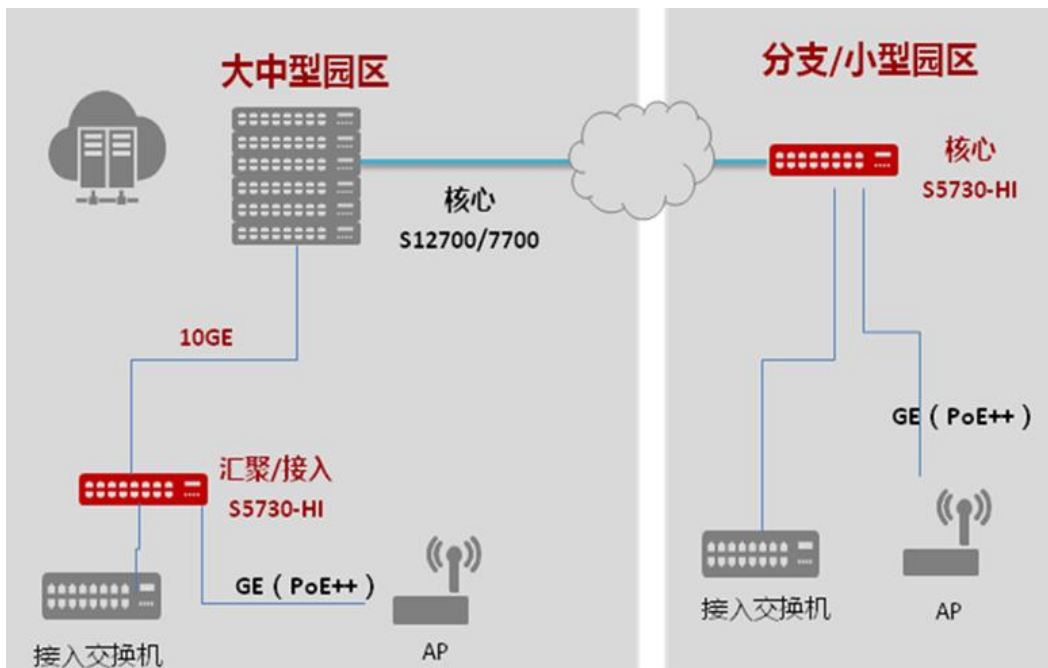 大中型园区
核心
S12700/7700
10GE
汇聚/接入
S5730-HI
GE（PoE++）
接入交换机
AP
分支/小型园区
核心
S5730-HI
GE（PoE++）
接入交换机
AP